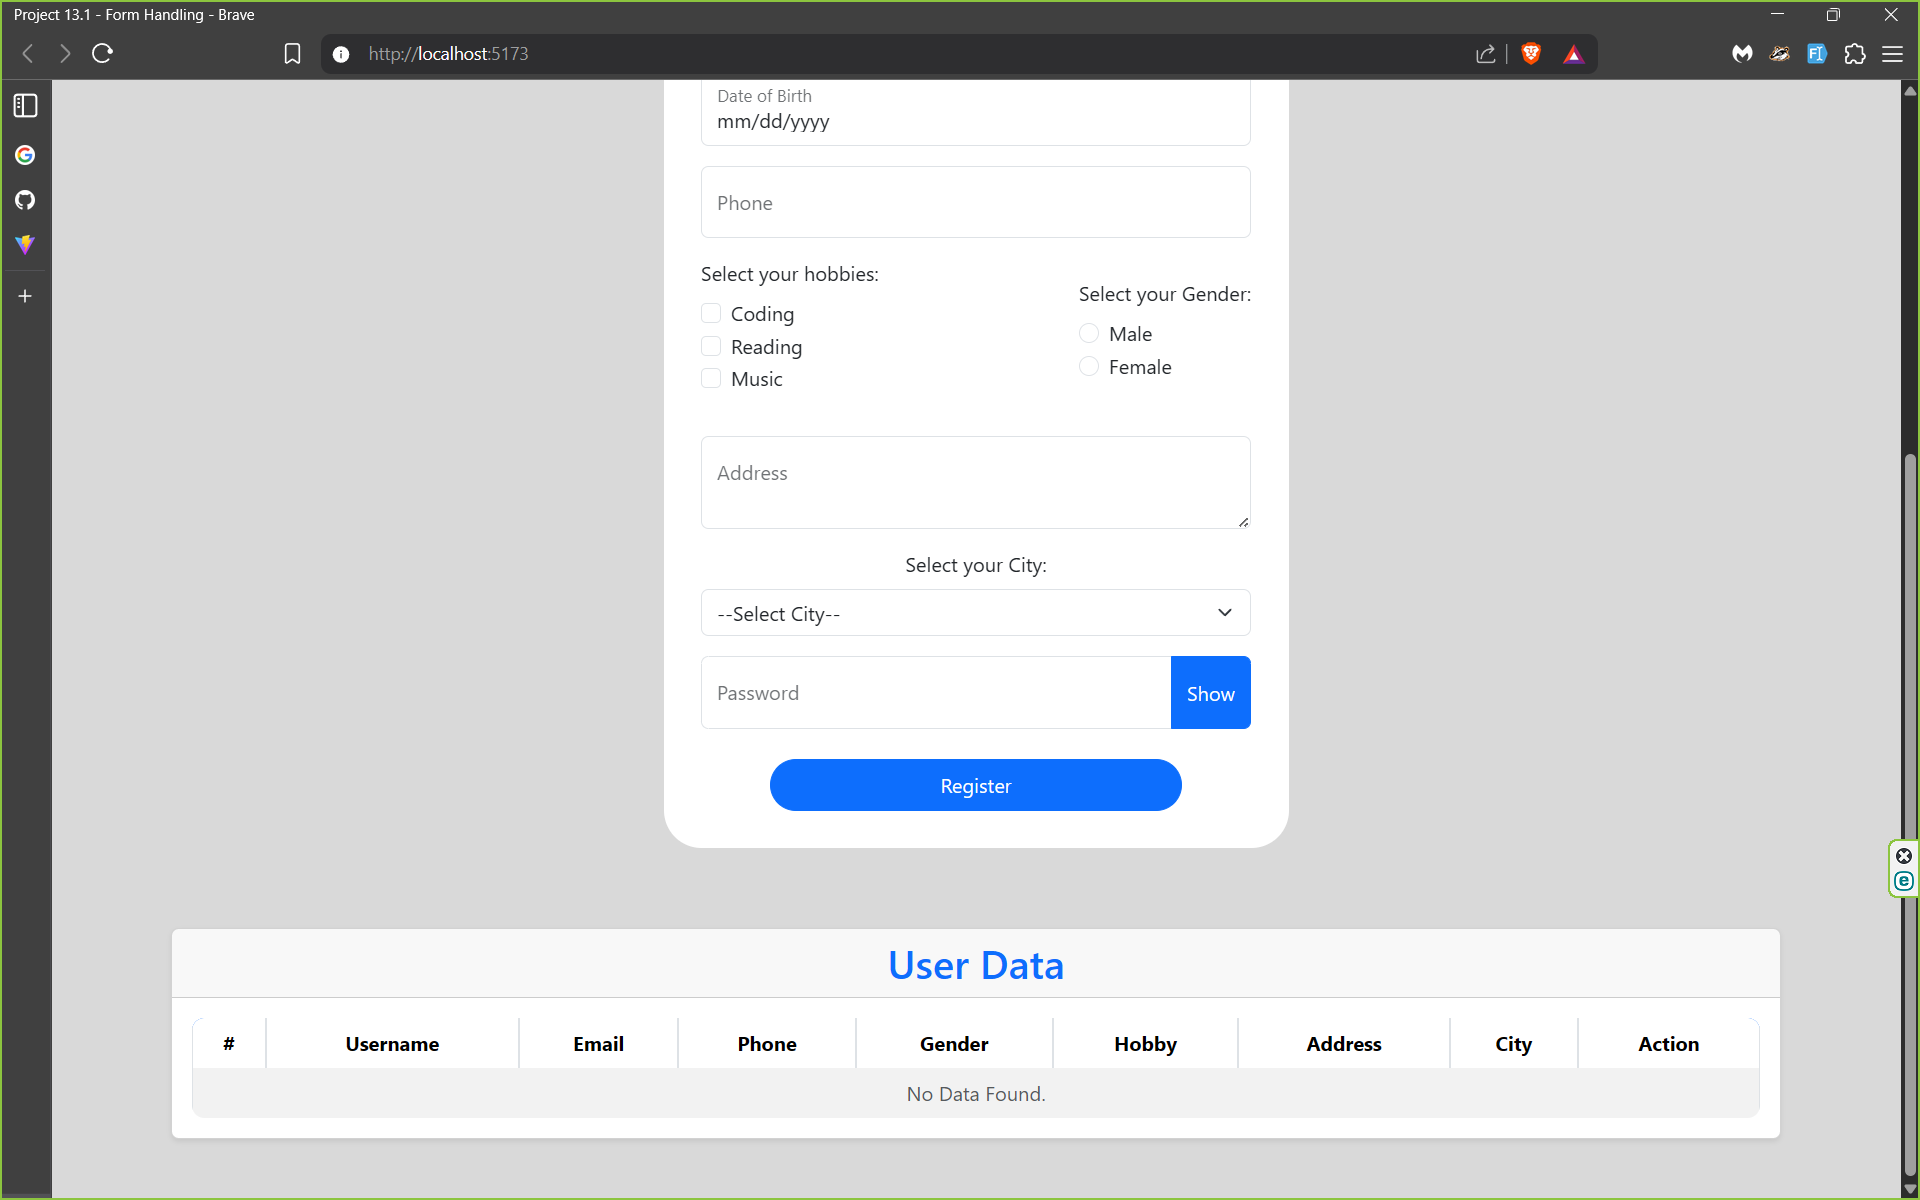 Project 13.1 - Form Handling - Brave
http://localhost:5173
Date of Birth
mm/dd/yyyy
Phone
Select your hobbies:
Coding
Reading
Music
Select your Gender:
Male
Female
Address
Select your City:
--Select City--
Password
Show
Register
User Data
# Username Email Phone Gender Hobby Address City Action
No Data Found.